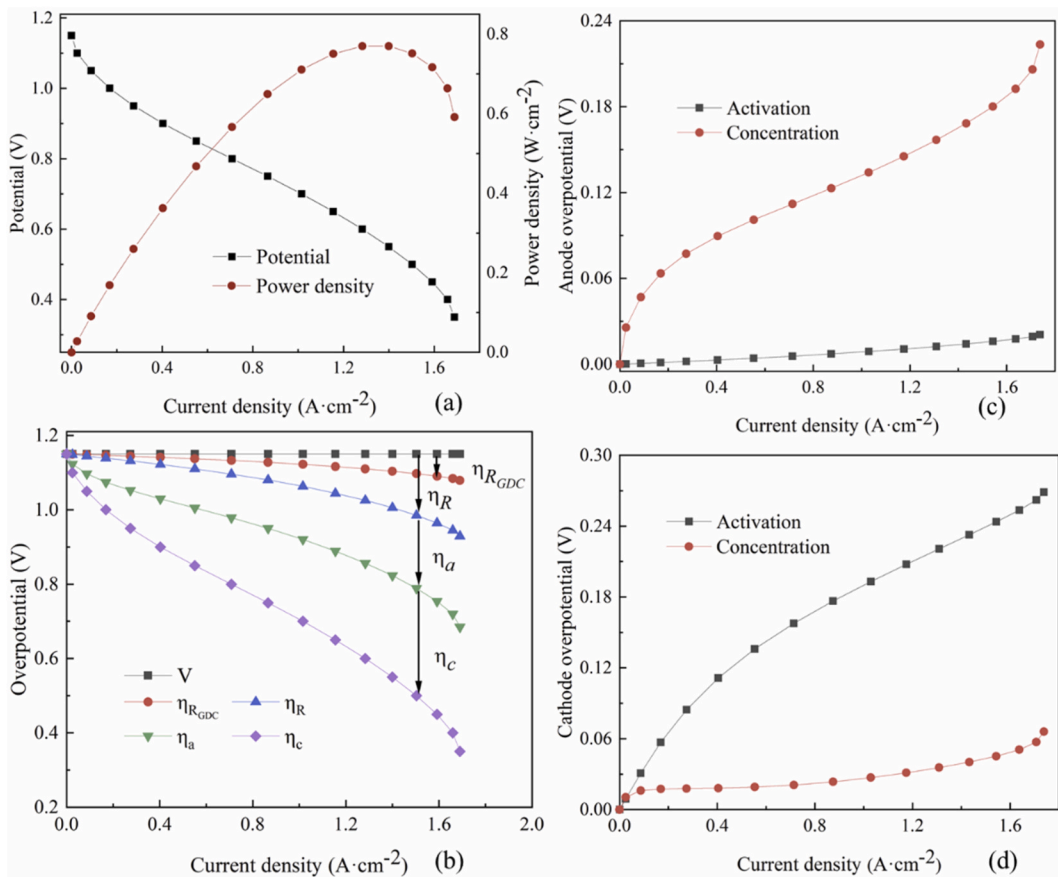 1.2
1.0
0.8
0.6
0.4
Potential (V)
0.8
0.6
0.4
0.2
0.0
Power density (W·cm⁻²)
Potential
Power density
0.0 0.4 0.8 1.2 1.6
Current density (A·cm⁻²)
(a)
0.24
0.18
0.12
0.06
0.00
Anode overpotential (V)
Activation
Concentration
0.0 0.4 0.8 1.2 1.6
Current density (A·cm⁻²)
(c)
1.2
1.0
0.8
0.6
0.4
0.2
Overpotential (V)
η_R_GDC
η_R
η_a
η_c
V
η_R_GDC η_R
η_a η_c
0.0 0.4 0.8 1.2 1.6 2.0
Current density (A·cm⁻²)
(b)
0.30
0.24
0.18
0.12
0.06
0.00
Cathode overpotential (V)
Activation
Concentration
0.0 0.4 0.8 1.2 1.6
Current density (A·cm⁻²)
(d)